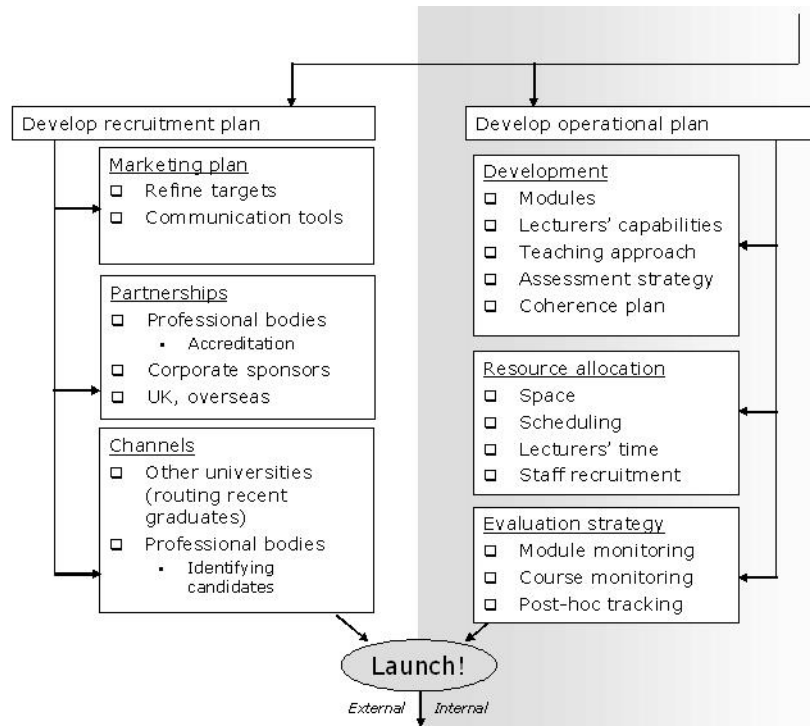 Develop recruitment plan
Marketing plan
Refine targets
Communication tools
Partnerships
Professional bodies
Accreditation
Corporate sponsors
UK, overseas
Channels
Other universities
(routing recent
graduates)
Professional bodies
Identifying
candidates
Develop operational plan
Development
Modules
Lecturers' capabilities
Teaching approach
Assessment strategy
Coherence plan
Resource allocation
Space
Scheduling
Lecturers' time
Staff recruitment
Evaluation strategy
Module monitoring
Course monitoring
Post-hoc tracking
Launch!
External Internal